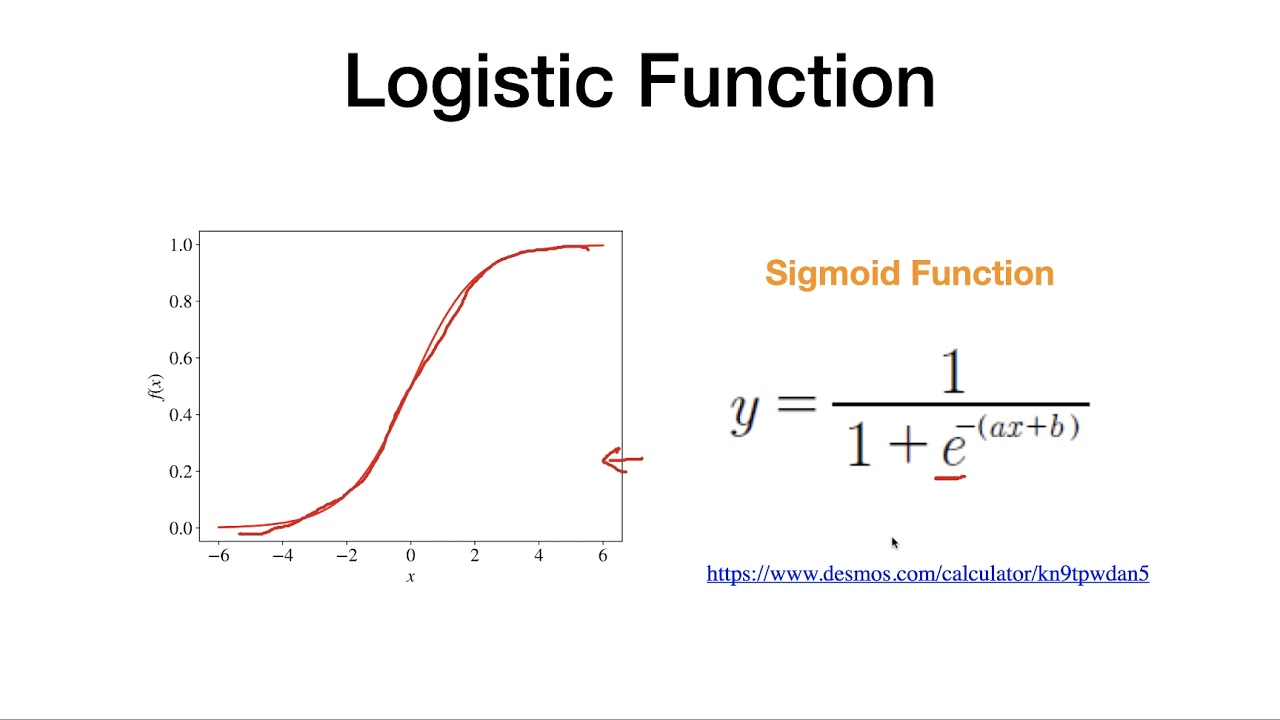 Logistic Function
1.0
0.8
0.6
0.4
0.2
0.0
f(x)
−6 −4 −2 0 2 4 6
x
Sigmoid Function
y = 1 / 1 + e^−(ax+b)
https://www.desmos.com/calculator/kn9tpwdan5